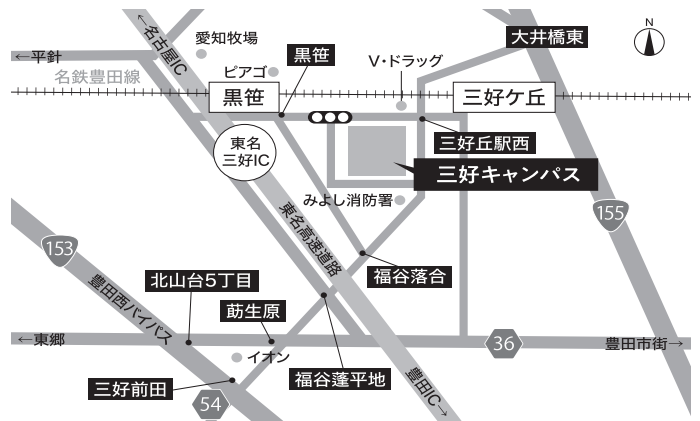 ←名古屋IC
愛知牧場
黒笹
V・ドラッグ
大井橋東
N
←平針
名鉄豊田線
ピアゴ
黒笹
三好ケ丘
東名
三好IC
三好丘駅西
三好キャンパス
みよし消防署
東名高速道路
155
153
豊田西バイパス
北山台5丁目
福谷落合
莇生原
←東郷
36
豊田市街→
イオン
福谷蓬平地
三好前田
豊田IC→
54